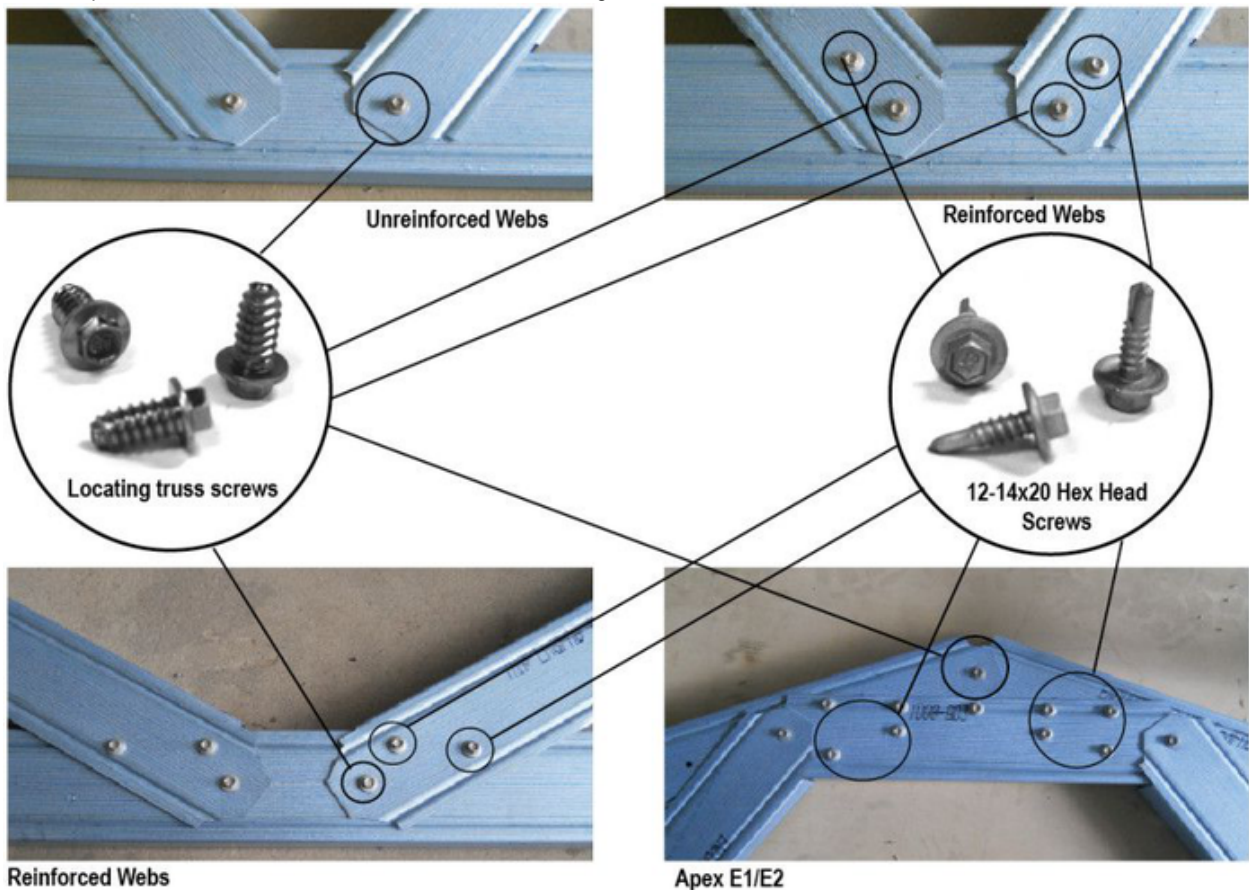 Unreinforced Webs
Reinforced Webs
Locating truss screws
12-14x20 Hex Head
Screws
Reinforced Webs
Apex E1/E2